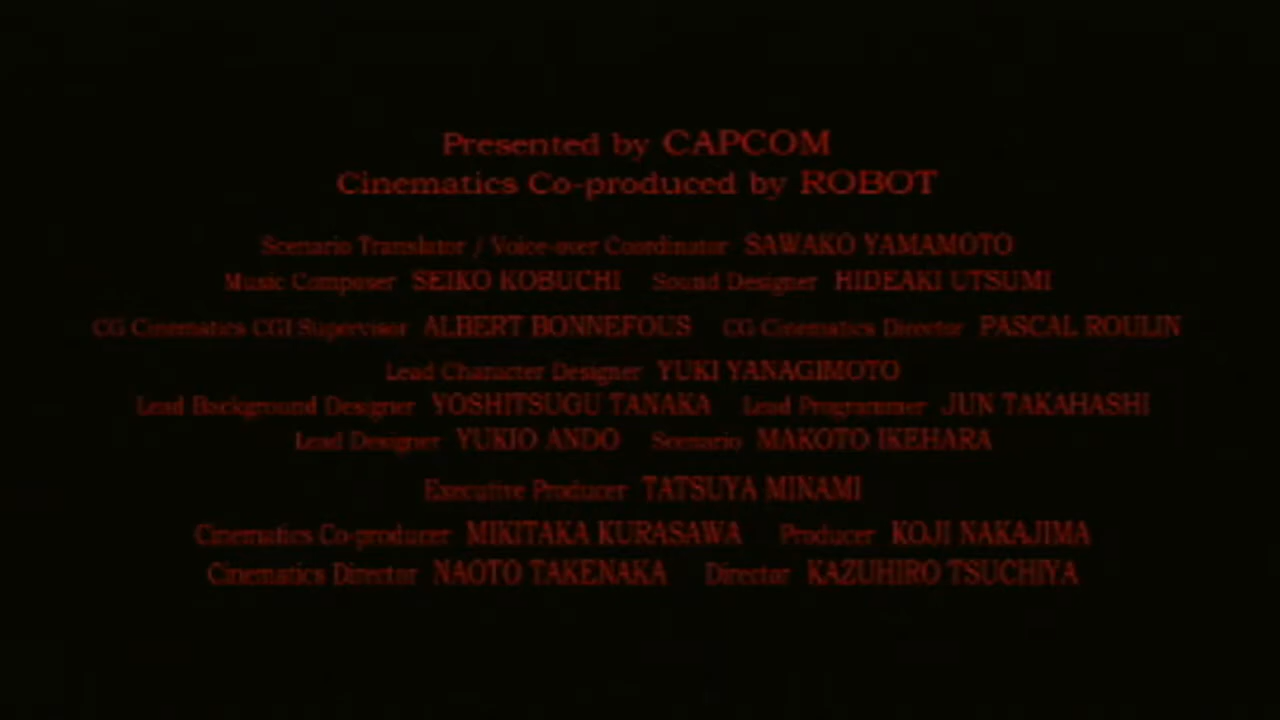 Presented by CAPCOM
Cinematics Co-produced by ROBOT
Scenario Translator / Voice-over Coordinator SAWAKO YAMAMOTO
Music Composer SEIKO KOBUCHI Sound Designer HIDEAKI UTSUMI
CG Cinematics CGI Supervisor ALBERT BONNEFOUS CG Cinematics Director PASCAL ROULIN
Lead Character Designer YUKI YANAGIMOTO
Lead Background Designer YOSHITSUGU TANAKA Lead Programmer JUN TAKAHASHI
Lead Designer YUKIO ANDO Scenario MAKOTO IKEHARA
Executive Producer TATSUYA MINAMI
Cinematics Co-producer MIKITAKA KURASAWA Producer KOJI NAKAJIMA
Cinematics Director NAOTO TAKENAKA Director KAZUHIRO TSUCHIYA